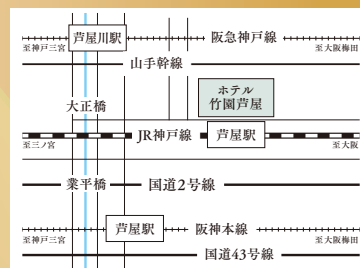 芦屋川駅
阪急神戸線
至神戸三宮
至大阪梅田
山手幹線
ホテル
竹園芦屋
大正橋
JR神戸線
芦屋駅
至三ノ宮
至大阪
業平橋
国道2号線
芦屋駅
阪神本線
至神戸三宮
至大阪梅田
国道43号線